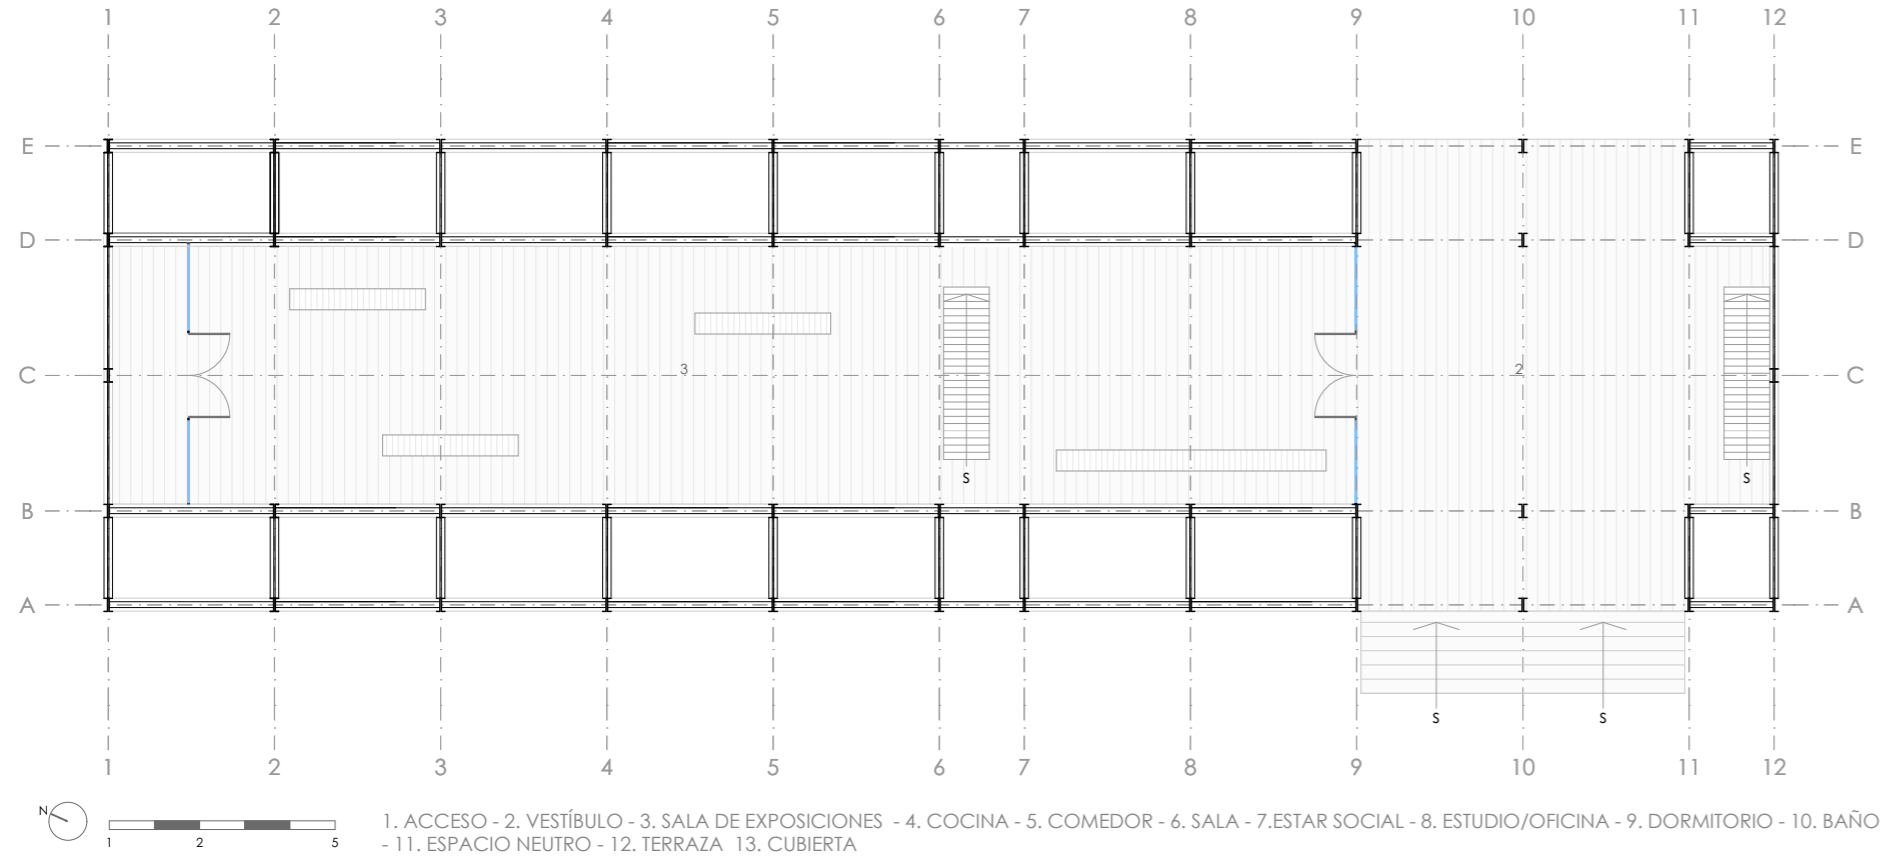 1 2 3 4 5 6 7 8 9 10 11 12
E E
D D
3 2
C C
S S
B B
A A
S S
1 2 3 4 5 6 7 8 9 10 11 12
N
1 2 5
1. ACCESO - 2. VESTÍBULO - 3. SALA DE EXPOSICIONES - 4. COCINA - 5. COMEDOR - 6. SALA - 7.ESTAR SOCIAL - 8. ESTUDIO/OFICINA - 9. DORMITORIO - 10. BAÑO
- 11. ESPACIO NEUTRO - 12. TERRAZA 13. CUBIERTA